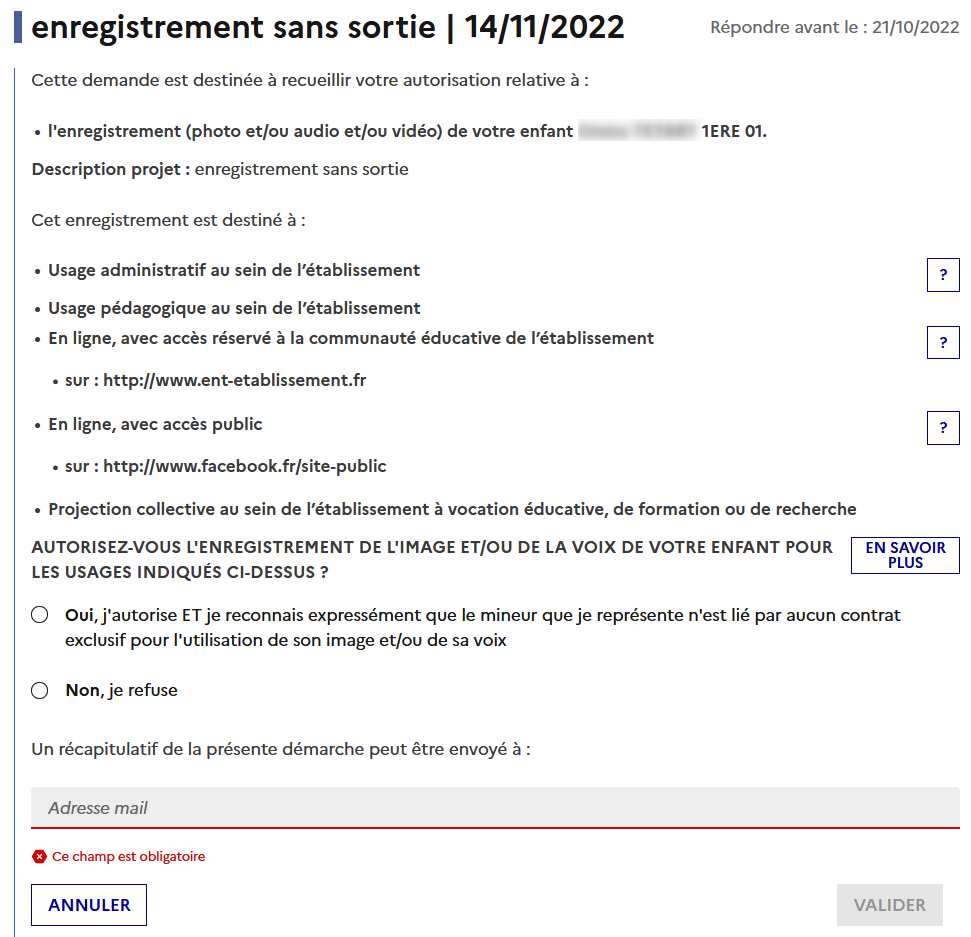 enregistrement sans sortie | 14/11/2022
Répondre avant le : 21/10/2022
Cette demande est destinée à recueillir votre autorisation relative à :
• l'enregistrement (photo et/ou audio et/ou vidéo) de votre enfant 1ERE 01.
Description projet : enregistrement sans sortie
Cet enregistrement est destiné à :
• Usage administratif au sein de l’établissement
?
• Usage pédagogique au sein de l’établissement
• En ligne, avec accès réservé à la communauté éducative de l’établissement
?
• sur : http://www.ent-etablissement.fr
• En ligne, avec accès public
?
• sur : http://www.facebook.fr/site-public
• Projection collective au sein de l’établissement à vocation éducative, de formation ou de recherche
AUTORISEZ-VOUS L'ENREGISTREMENT DE L'IMAGE ET/OU DE LA VOIX DE VOTRE ENFANT POUR
LES USAGES INDIQUÉS CI-DESSUS ?
EN SAVOIR
PLUS
Oui, j'autorise ET je reconnais expressément que le mineur que je représente n'est lié par aucun contrat
exclusif pour l'utilisation de son image et/ou de sa voix
Non, je refuse
Un récapitulatif de la présente démarche peut être envoyé à :
Adresse mail
Ce champ est obligatoire
ANNULER
VALIDER